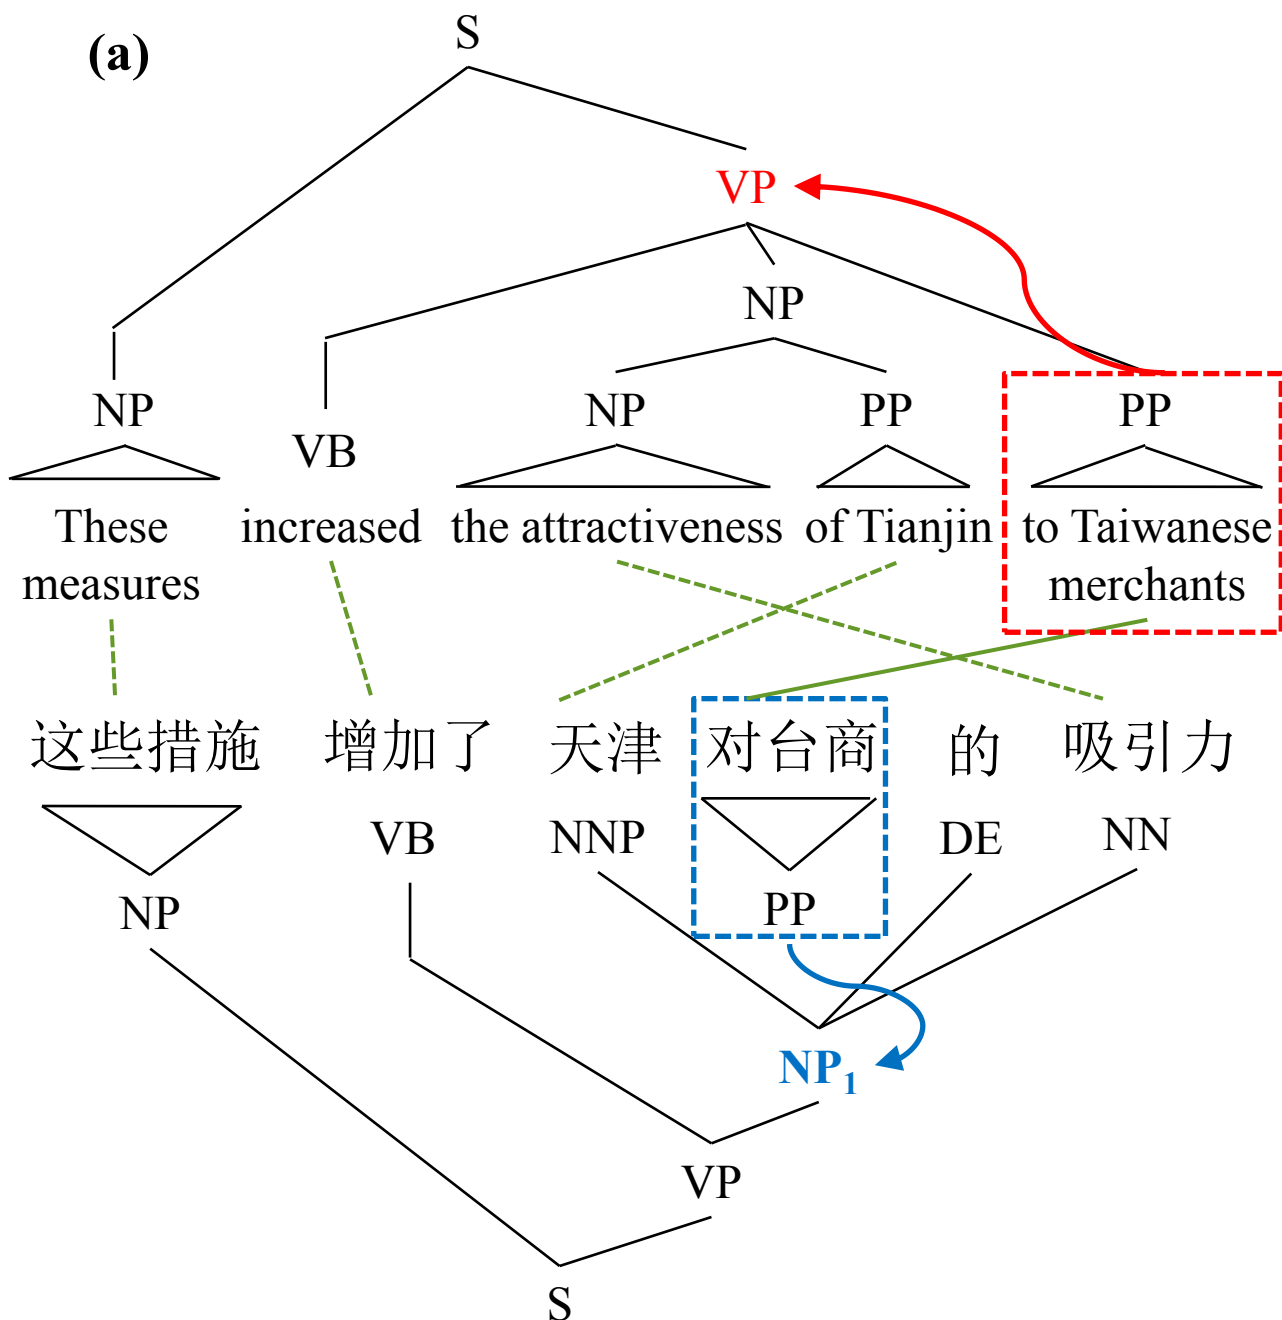 (a)
S
VP
NP
NP
VB
NP
PP
PP
These measures
increased
the attractiveness
of Tianjin
to Taiwanese merchants
这些措施
增加了
天津
对台商
的
吸引力
NP
VB
NNP
PP
DE
NN
NP1
VP
S